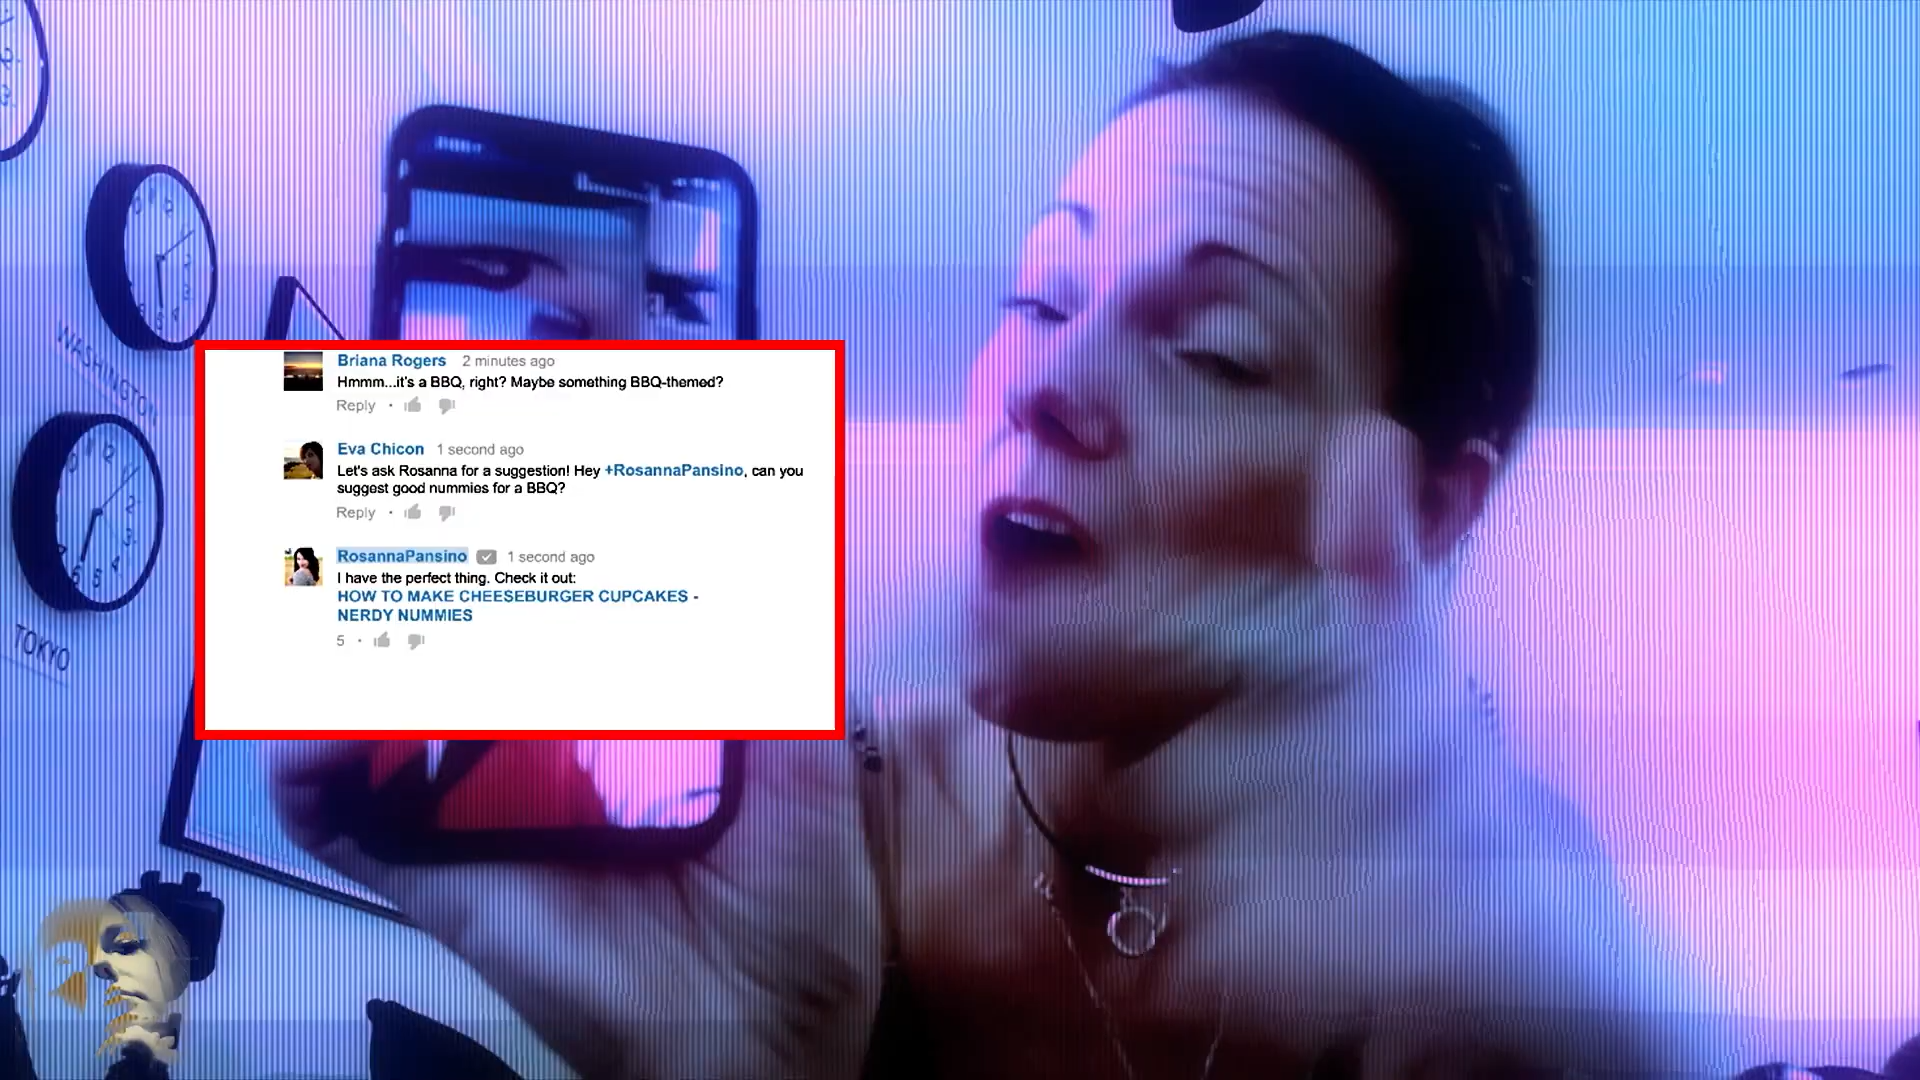 WASHINGTON
TOKYO
Briana Rogers 2 minutes ago
Hmmm...it's a BBQ, right? Maybe something BBQ-themed?
Reply •
Eva Chicon 1 second ago
Let's ask Rosanna for a suggestion! Hey +RosannaPansino, can you
suggest good nummies for a BBQ?
Reply •
RosannaPansino 1 second ago
I have the perfect thing. Check it out:
HOW TO MAKE CHEESEBURGER CUPCAKES -
NERDY NUMMIES
5 •